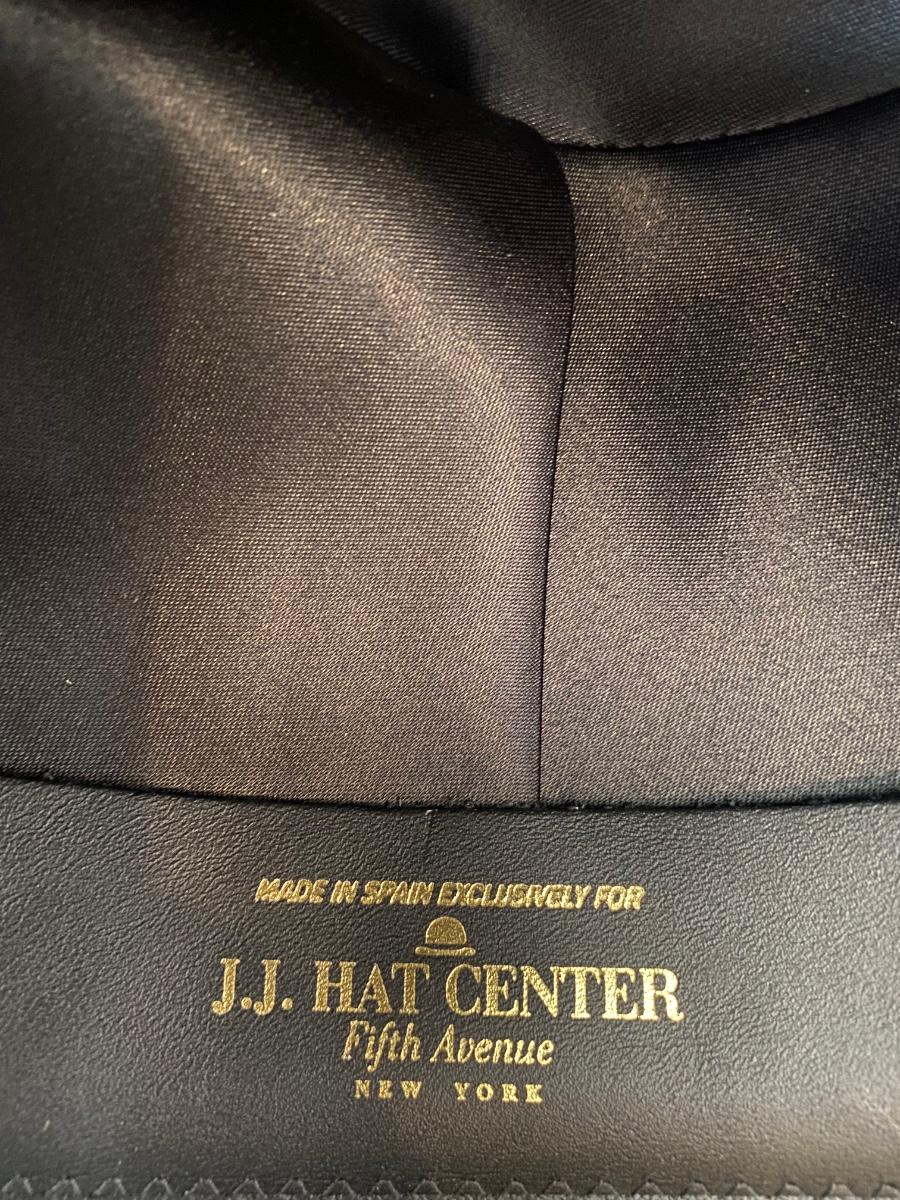 MADE IN SPAIN EXCLUSIVELY FOR
J.J. HAT CENTER
Fifth Avenue
NEW YORK